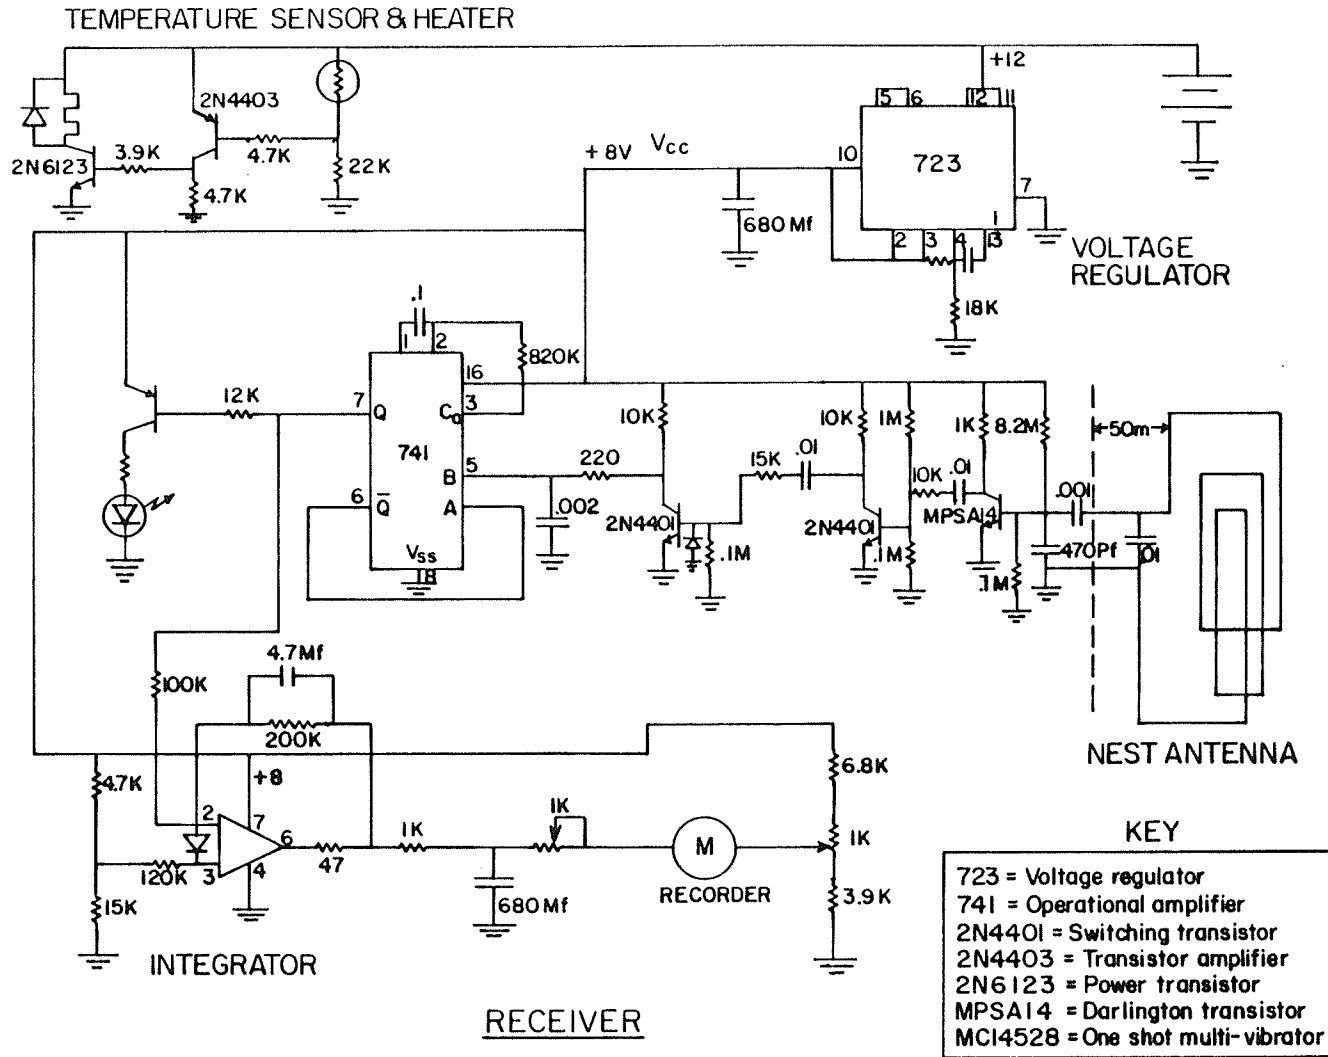 TEMPERATURE SENSOR & HEATER
+12
5 6 12 11
2N4403
723
10
7
1
2 3 4 13
3.9K
4.7K
2N6123
22K
4.7K
+8V Vcc
680 Mf
VOLTAGE
REGULATOR
18K
.1
1 2
820K
16
12K
7 Q
Co 3
741
10K
10K
1M
1K
8.2M
50m
B 5
220
15K
.01
10K
.01
6 Q̅
A
.002
2N4401
2N4401
MPSA14
.001
Vss
8
.1M
.1M
.1M
470Pf
.01
4.7Mf
100K
200K
NEST ANTENNA
4.7K
+8
6.8K
2
7
6
1K
1K
1K
47
M
RECORDER
120K
3
4
15K
680 Mf
3.9K
INTEGRATOR
RECEIVER
KEY
723 = Voltage regulator
741 = Operational amplifier
2N4401 = Switching transistor
2N4403 = Transistor amplifier
2N6123 = Power transistor
MPSA14 = Darlington transistor
MC14528 = One shot multi-vibrator